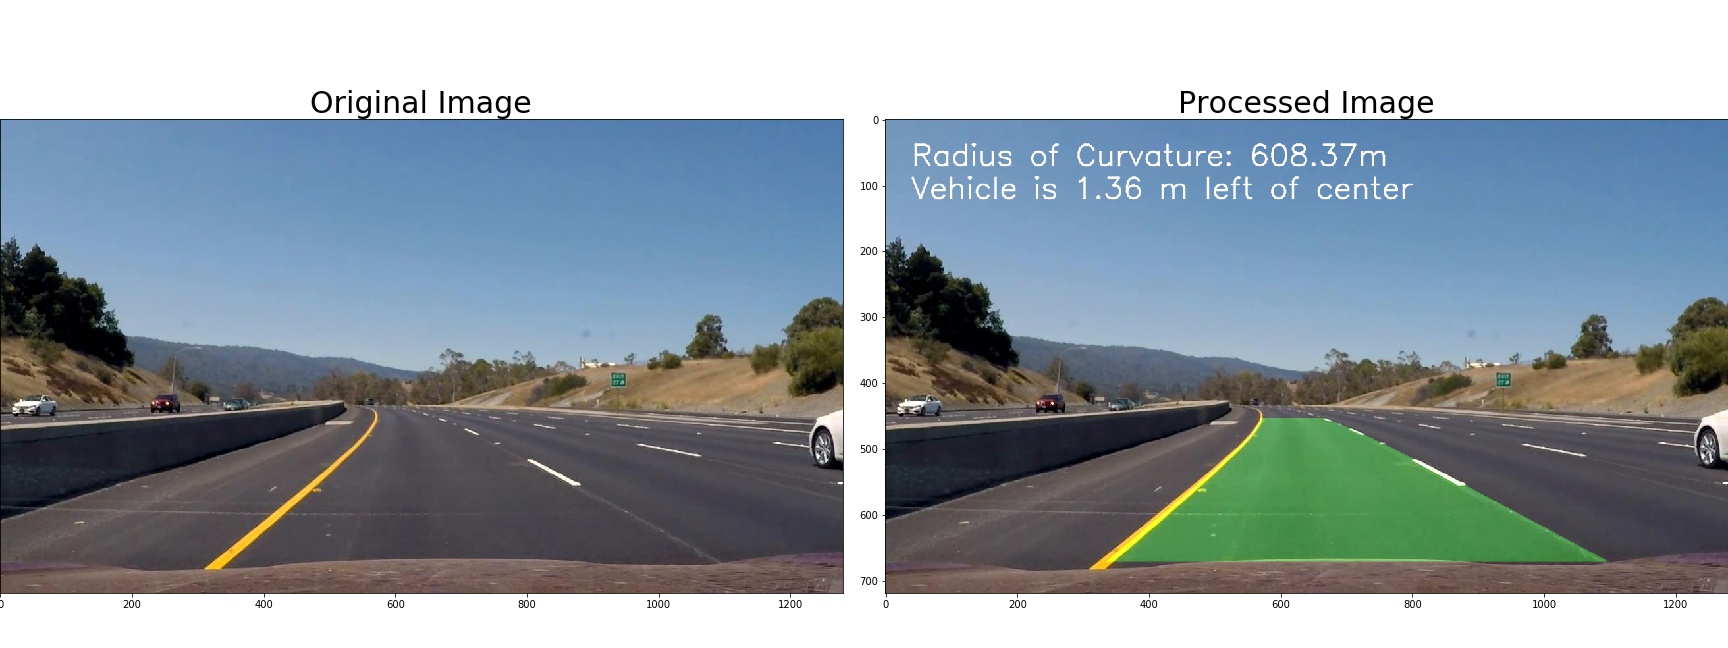 Original Image
Processed Image
Radius of Curvature: 608.37m
Vehicle is 1.36 m left of center
0
100
200
300
400
500
600
700
0 200 400 600 800 1000 1200
0 200 400 600 800 1000 1200